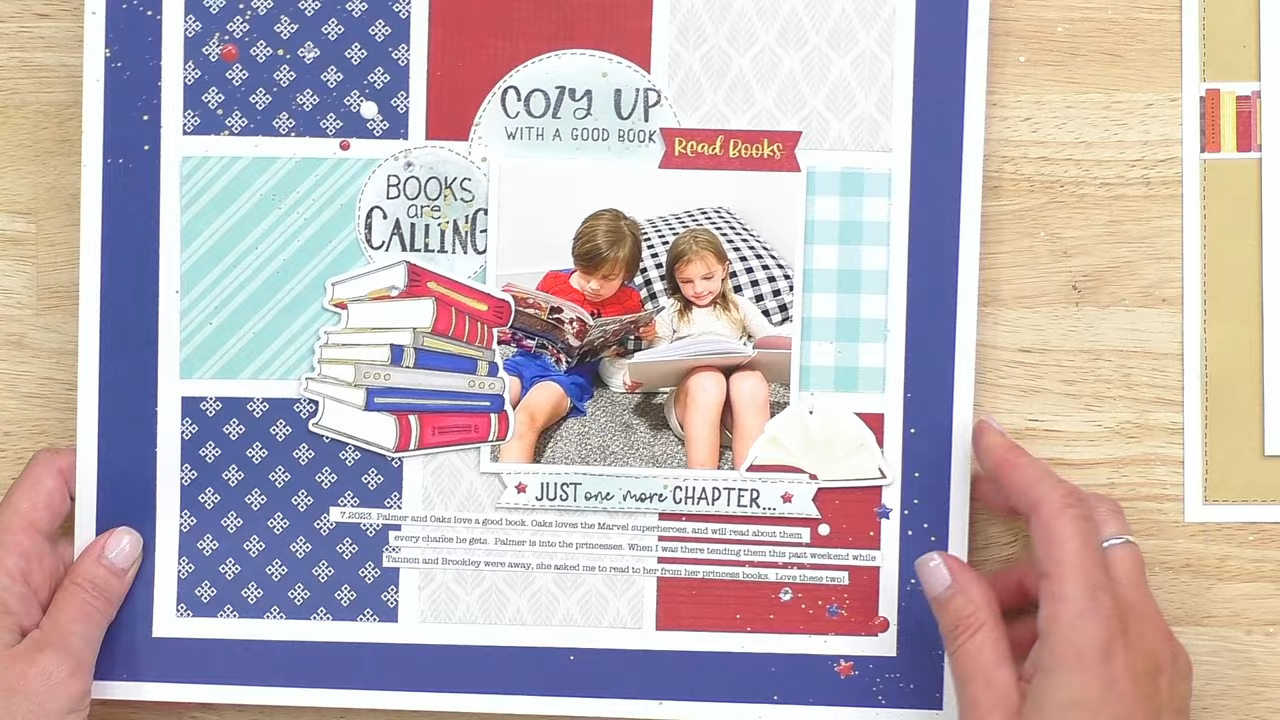 COZY UP
WITH A GOOD BOOK
Read Books
BOOKS
are
CALLING
JUST one more CHAPTER...
7.2023. Palmer and Oaks love a good book. Oaks loves the Marvel superheroes, and will read about them
every chance he gets. Palmer is into the princesses. When I was there tending them this past weekend while
Tannon and Brookley were away, she asked me to read to her from her princess books. Love these two!